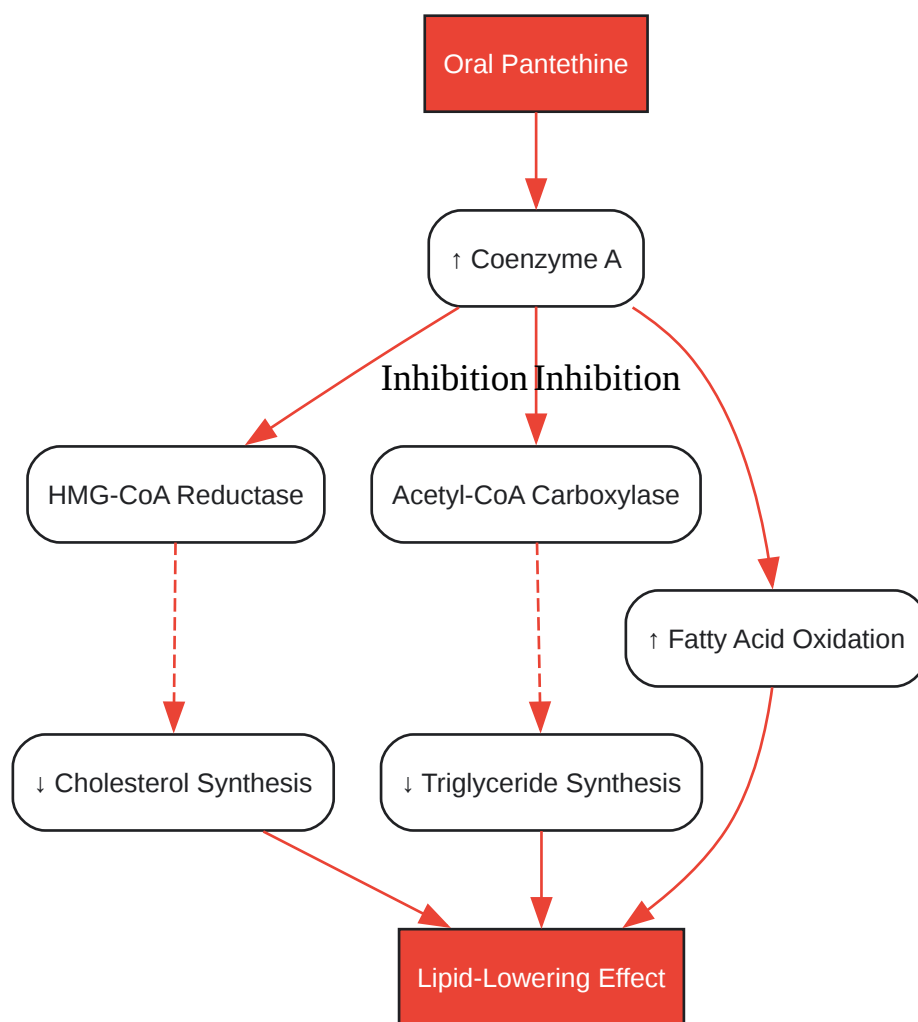 Oral Pantethine
↑ Coenzyme A
Inhibition Inhibition
HMG-CoA Reductase
Acetyl-CoA Carboxylase
↑ Fatty Acid Oxidation
↓ Cholesterol Synthesis
↓ Triglyceride Synthesis
Lipid-Lowering Effect